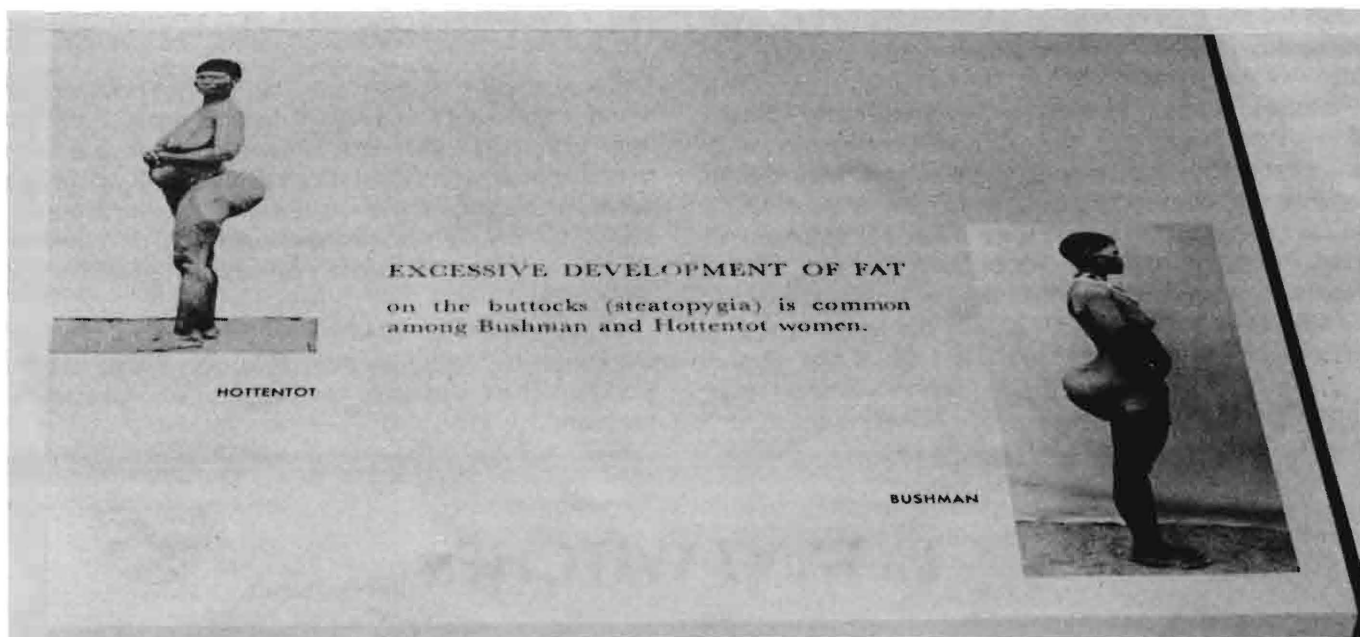 EXCESSIVE DEVELOPMENT OF FAT
on the buttocks (steatopygia) is common
among Bushman and Hottentot women.
HOTTENTOT
BUSHMAN